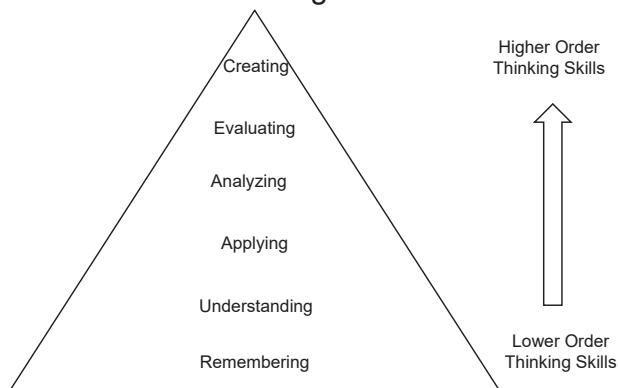 Creating
Higher Order
Thinking Skills
Evaluating
Analyzing
Applying
Understanding
Remembering
Lower Order
Thinking Skills